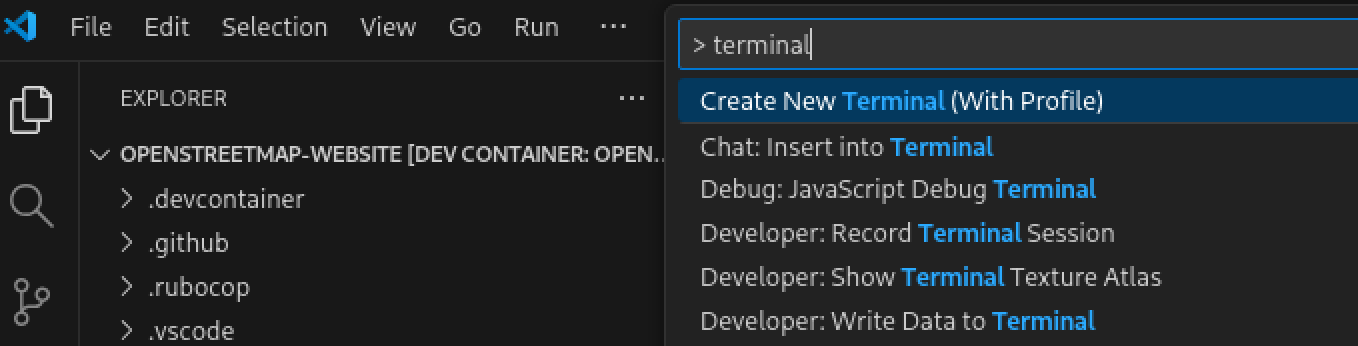 File Edit Selection View Go Run ···
> terminal
EXPLORER ···
Create New Terminal (With Profile)
OPENSTREETMAP-WEBSITE [DEV CONTAINER: OPEN...
Chat: Insert into Terminal
.devcontainer
Debug: JavaScript Debug Terminal
.github
Developer: Record Terminal Session
.rubocop
Developer: Show Terminal Texture Atlas
.vscode
Developer: Write Data to Terminal